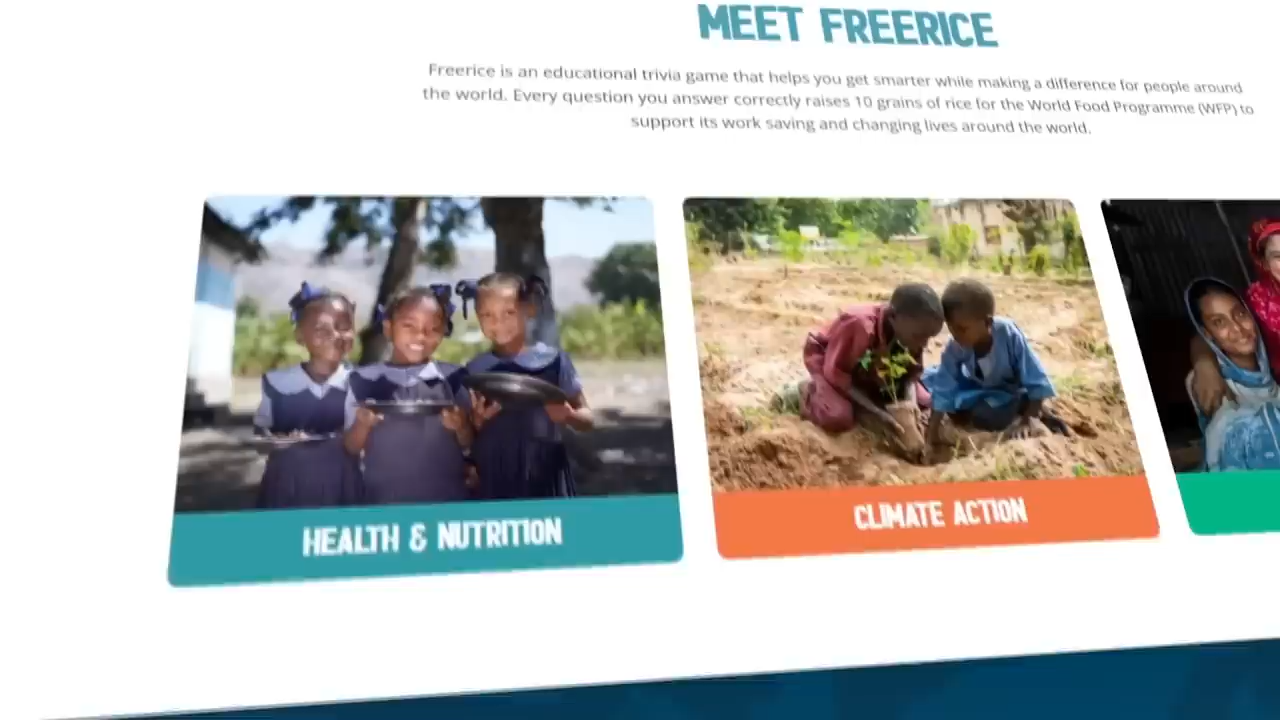 MEET FREERICE
Freerice is an educational trivia game that helps you get smarter while making a difference for people around
the world. Every question you answer correctly raises 10 grains of rice for the World Food Programme (WFP) to
support its work saving and changing lives around the world.
HEALTH & NUTRITION
CLIMATE ACTION